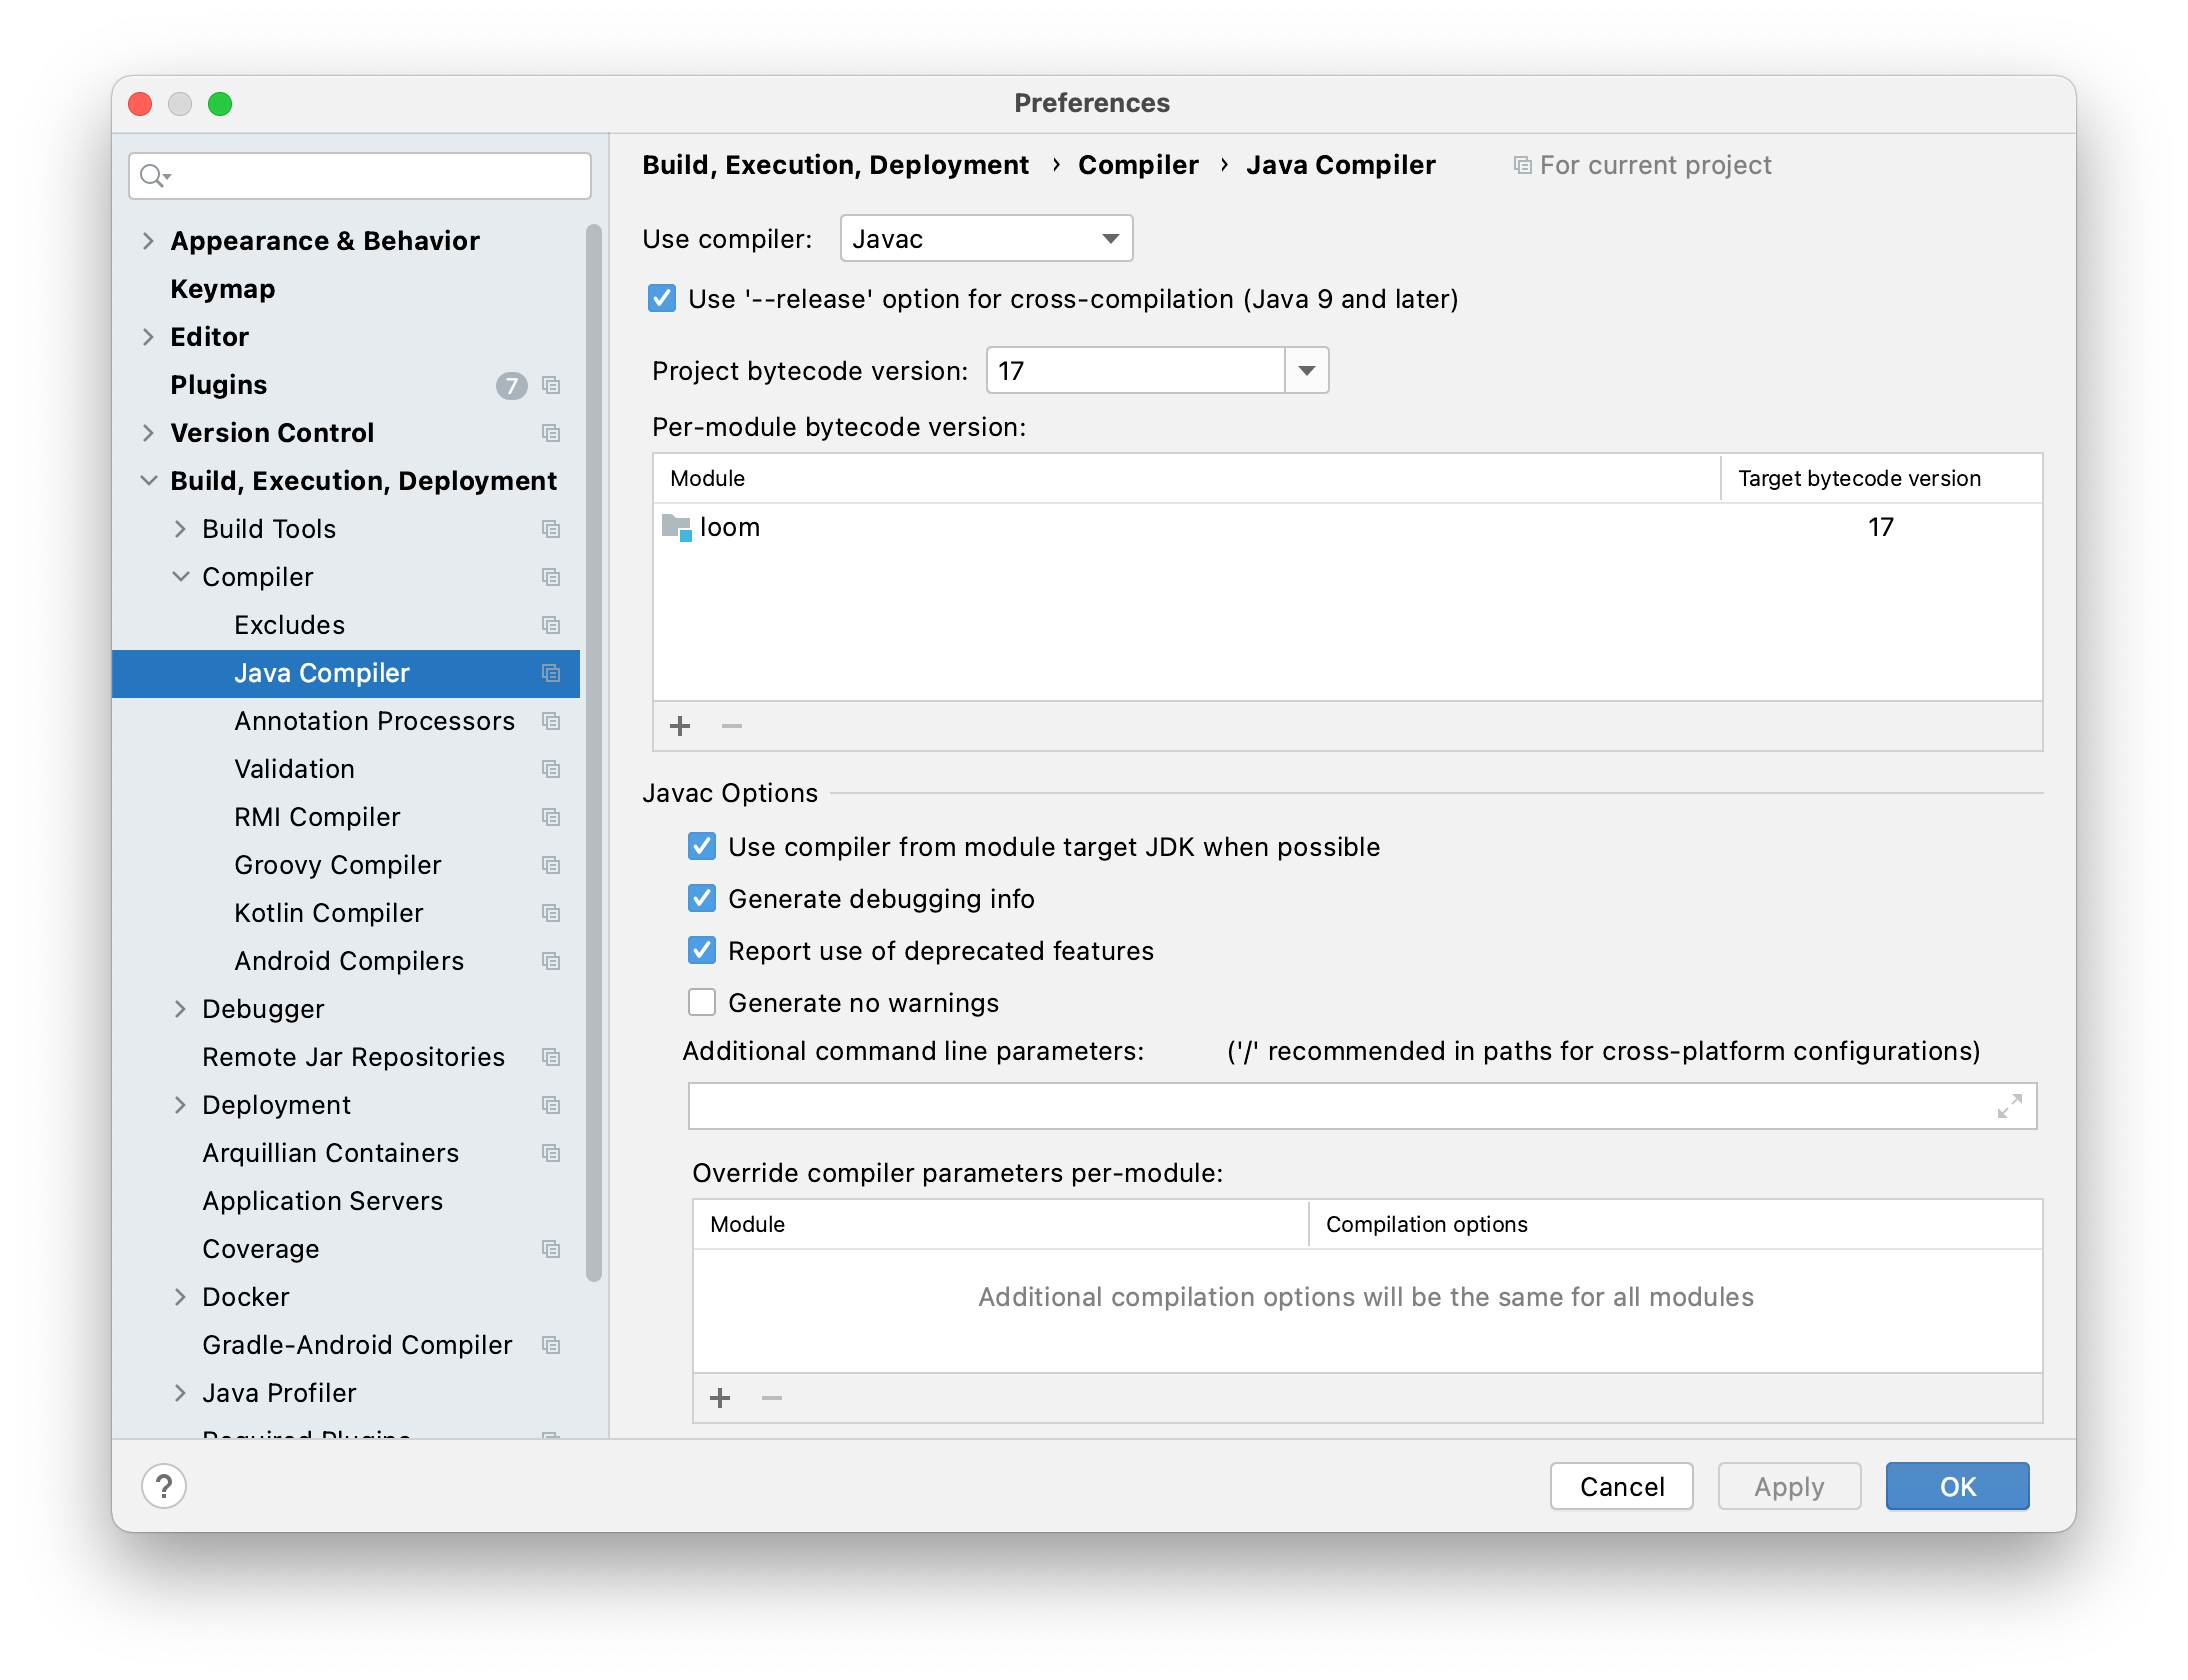 Preferences
Appearance & Behavior
Keymap
Editor
Plugins 7
Version Control
Build, Execution, Deployment
Build Tools
Compiler
Excludes
Java Compiler
Annotation Processors
Validation
RMI Compiler
Groovy Compiler
Kotlin Compiler
Android Compilers
Debugger
Remote Jar Repositories
Deployment
Arquillian Containers
Application Servers
Coverage
Docker
Gradle-Android Compiler
Java Profiler
Required Plugins
Build, Execution, Deployment › Compiler › Java Compiler For current project
Use compiler: Javac
Use '--release' option for cross-compilation (Java 9 and later)
Project bytecode version: 17
Per-module bytecode version:
Module Target bytecode version
loom 17
+ −
Javac Options
Use compiler from module target JDK when possible
Generate debugging info
Report use of deprecated features
Generate no warnings
Additional command line parameters: ('/' recommended in paths for cross-platform configurations)
Override compiler parameters per-module:
Module Compilation options
Additional compilation options will be the same for all modules
+ −
? Cancel Apply OK